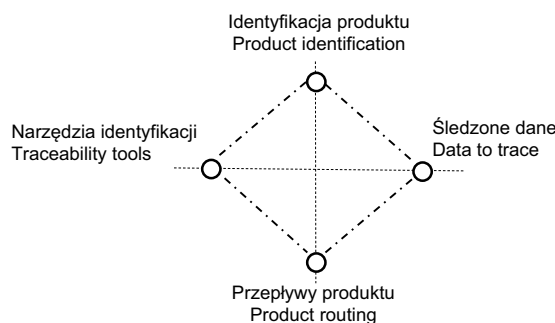 Identyfikacja produktu
Product identification
Narzędzia identyfikacji
Traceability tools
Śledzone dane
Data to trace
Przepływy produktu
Product routing